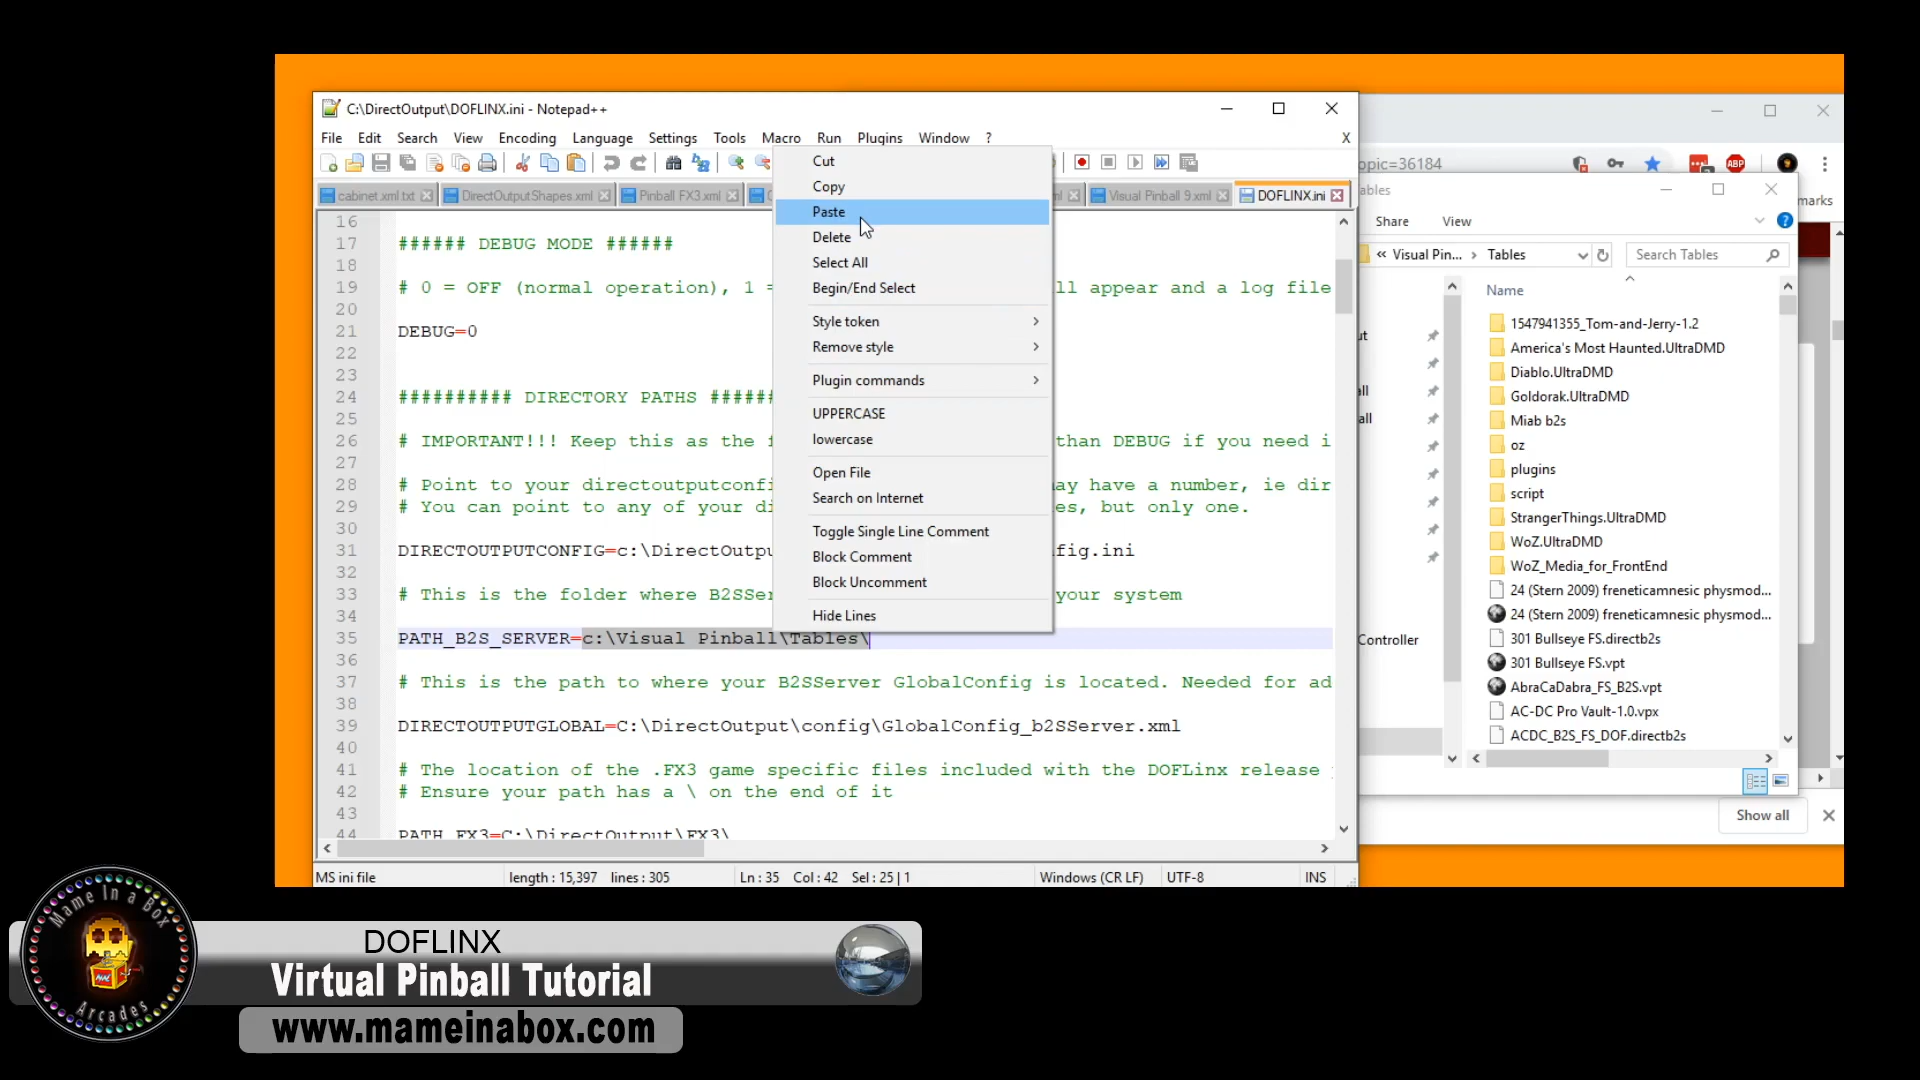 C:\DirectOutput\DOFLINX.ini - Notepad++
File Edit Search View Encoding Language Settings Tools Macro Run Plugins Window ? X
cabinet.xml.txt DirectOutputShapes.xml Pinball FX3.xml Visual Pinball 9.xml DOFLINX.ini
16
17 ###### DEBUG MODE ######
18
19 # 0 = OFF (normal operation), 1 = ll appear and a log file
20
21 DEBUG=0
22
23
24 ########## DIRECTORY PATHS ######
25
26 # IMPORTANT!!! Keep this as the f than DEBUG if you need i
27
28 # Point to your directoutputconfi may have a number, ie dir
29 # You can point to any of your di es, but only one.
30
31 DIRECTOUTPUTCONFIG=c:\DirectOutpu fig.ini
32
33 # This is the folder where B2SSer your system
34
35 PATH_B2S_SERVER=c:\Visual Pinball\Tables\
36
37 # This is the path to where your B2SServer GlobalConfig is located. Needed for ad
38
39 DIRECTOUTPUTGLOBAL=C:\DirectOutput\config\GlobalConfig_b2SServer.xml
40
41 # The location of the .FX3 game specific files included with the DOFLinx release
42 # Ensure your path has a \ on the end of it
43
44 PATH_FX3=C:\DirectOutput\FX3\
MS ini file length : 15,397 lines : 305 Ln : 35 Col : 42 Sel : 25 | 1 Windows (CR LF) UTF-8 INS
Cut
Copy
Paste
Delete
Select All
Begin/End Select
Style token
Remove style
Plugin commands
UPPERCASE
lowercase
Open File
Search on Internet
Toggle Single Line Comment
Block Comment
Block Uncomment
Hide Lines
opic=36184
ABP
marks
ables
Share View
« Visual Pin... > Tables Search Tables
Name
1547941355_Tom-and-Jerry-1.2
America's Most Haunted.UltraDMD
Diablo.UltraDMD
Goldorak.UltraDMD
Miab b2s
oz
plugins
script
StrangerThings.UltraDMD
WoZ.UltraDMD
WoZ_Media_for_FrontEnd
24 (Stern 2009) freneticamnesic physmod...
24 (Stern 2009) freneticamnesic physmod...
301 Bullseye FS.directb2s
301 Bullseye FS.vpt
AbraCaDabra_FS_B2S.vpt
AC-DC Pro Vault-1.0.vpx
ACDC_B2S_FS_DOF.directb2s
ut
all
all
Controller
Show all
Mame In a Box
Arcades
DOFLINX
Virtual Pinball Tutorial
www.mameinabox.com